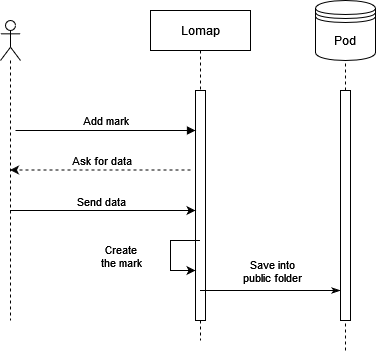 Lomap
Pod
Add mark
Ask for data
Send data
Create
the mark
Save into
public folder